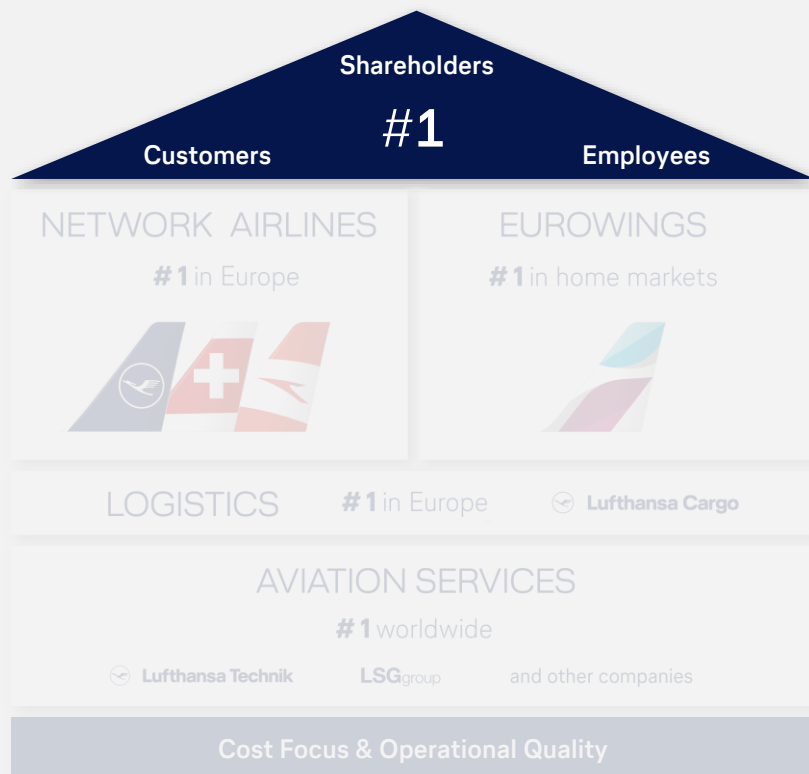 Shareholders
#1
Customers Employees
NETWORK AIRLINES
#1 in Europe
EUROWINGS
#1 in home markets
LOGISTICS #1 in Europe Lufthansa Cargo
AVIATION SERVICES
#1 worldwide
Lufthansa Technik LSGgroup and other companies
Cost Focus & Operational Quality